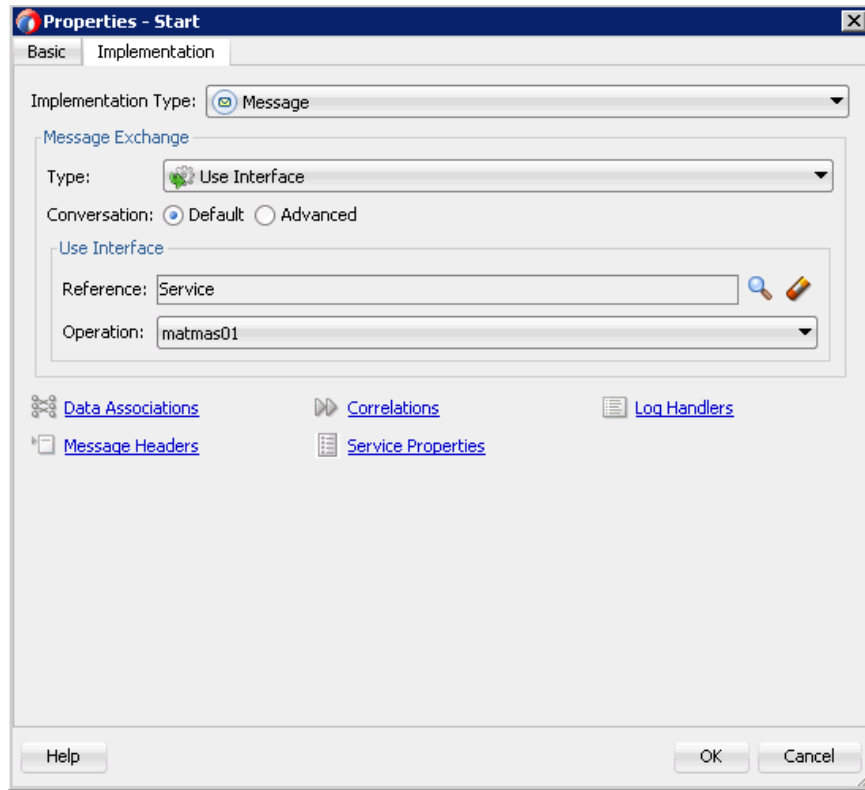 Properties - Start
Basic Implementation
Implementation Type: Message
Message Exchange
Type: Use Interface
Conversation: Default Advanced
Use Interface
Reference: Service
Operation: matmas01
Data Associations Correlations Log Handlers
Message Headers Service Properties
Help OK Cancel